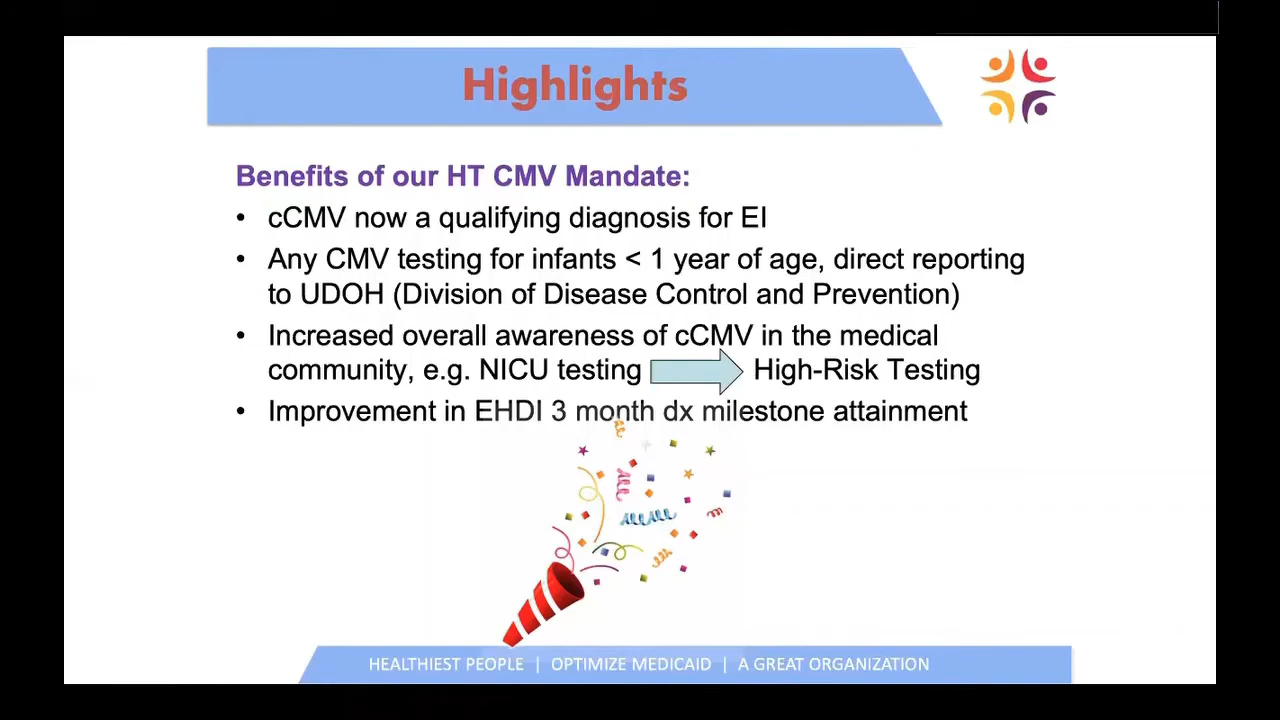 Highlights
Benefits of our HT CMV Mandate:
• cCMV now a qualifying diagnosis for EI
• Any CMV testing for infants < 1 year of age, direct reporting
to UDOH (Division of Disease Control and Prevention)
• Increased overall awareness of cCMV in the medical
community, e.g. NICU testing High-Risk Testing
• Improvement in EHDI 3 month dx milestone attainment
HEALTHIEST PEOPLE | OPTIMIZE MEDICAID | A GREAT ORGANIZATION